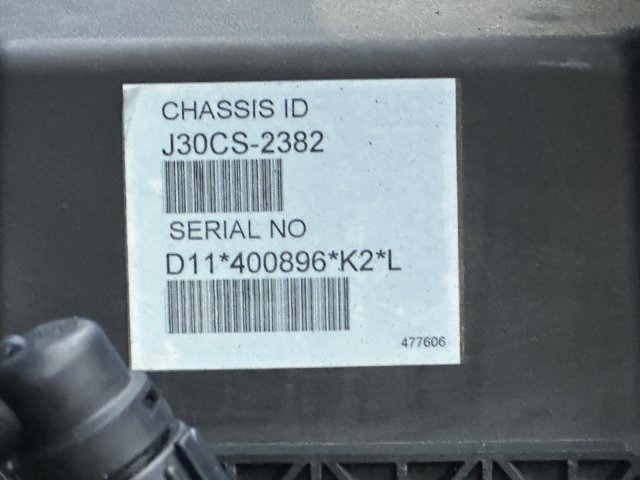 CHASSIS ID
J30CS-2382
SERIAL NO
D11*400896*K2*L
477606